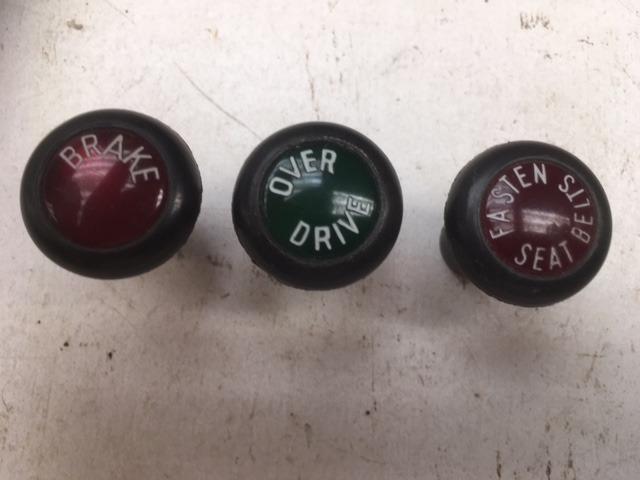 BRAKE
OVER
DRIVE
FASTEN
SEAT
BELTS